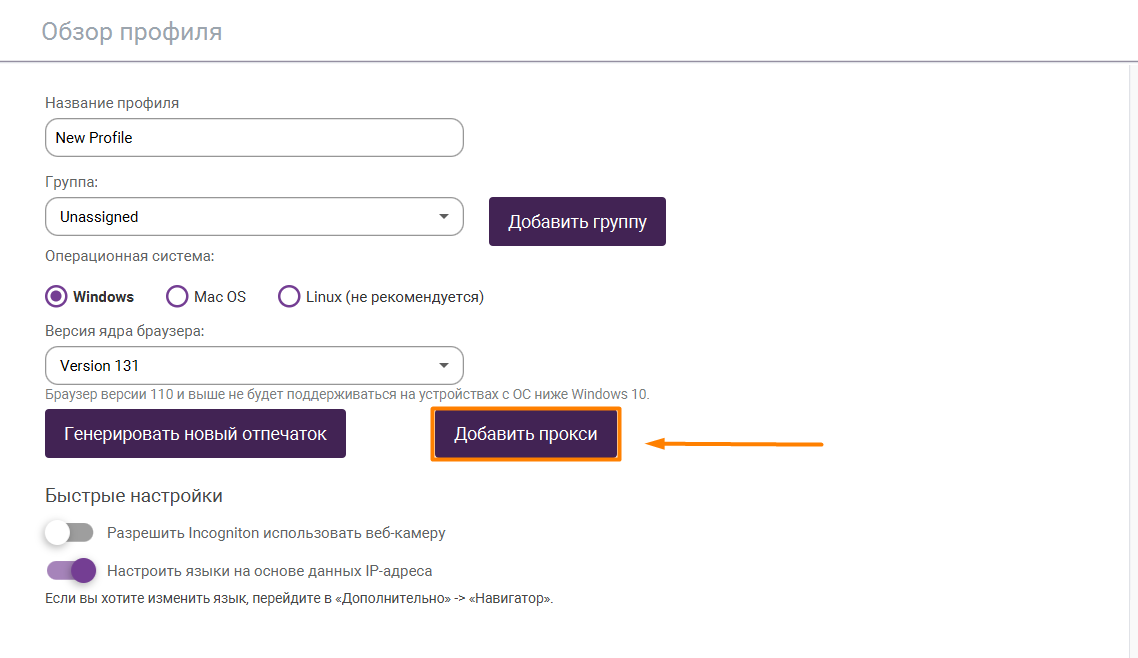 Обзор профиля
Название профиля
New Profile
Группа:
Unassigned
Добавить группу
Операционная система:
Windows
Mac OS
Linux (не рекомендуется)
Версия ядра браузера:
Version 131
Браузер версии 110 и выше не будет поддерживаться на устройствах с ОС ниже Windows 10.
Генерировать новый отпечаток
Добавить прокси
Быстрые настройки
Разрешить Incogniton использовать веб-камеру
Настроить языки на основе данных IP-адреса
Если вы хотите изменить язык, перейдите в «Дополнительно» -> «Навигатор».